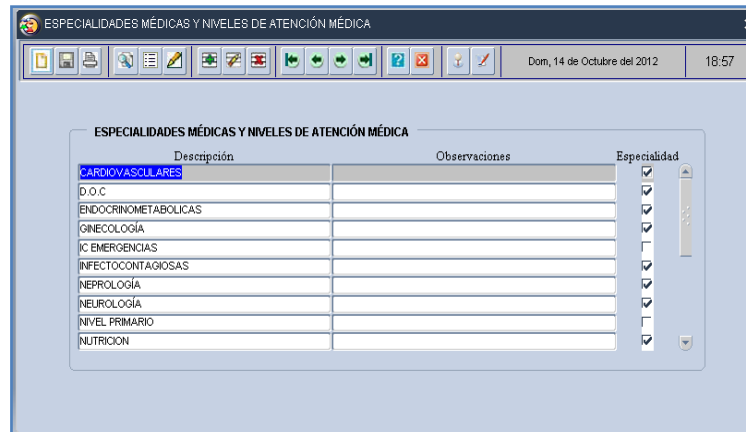 ESPECIALIDADES MÉDICAS Y NIVELES DE ATENCIÓN MÉDICA
Dom, 14 de Octubre del 2012 18:57
ESPECIALIDADES MÉDICAS Y NIVELES DE ATENCIÓN MÉDICA
Descripción Observaciones Especialidad
CARDIOVASCULARES
D.O.C
ENDOCRINOMETABOLICAS
GINECOLOGÍA
IC EMERGENCIAS
INFECTOCONTAGIOSAS
NEPROLOGÍA
NEUROLOGÍA
NIVEL PRIMARIO
NUTRICION